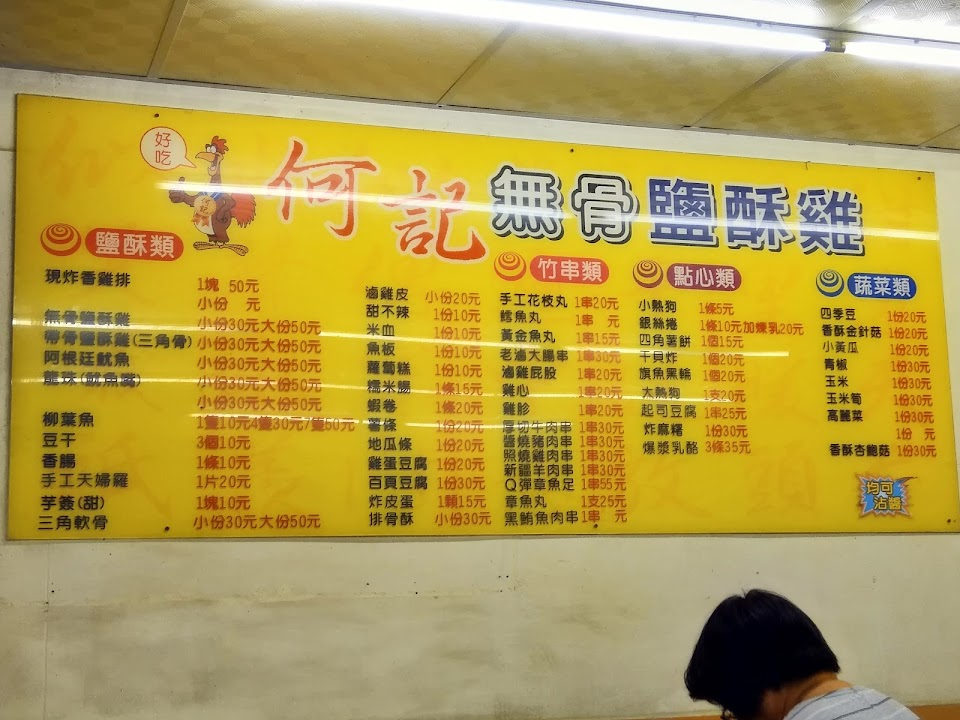 好吃
何記無骨鹽酥雞
鹽酥類
現炸香雞排 1塊 50元
小份 元
無骨鹽酥雞 小份30元大份50元
帶骨鹽酥雞(三角骨) 小份30元大份50元
阿根廷魷魚 小份30元大份50元
龍珠(魷魚嘴) 小份30元大份50元
小份30元大份50元
柳葉魚 1隻10元4隻30元7隻50元
豆干 3個10元
香腸 1條10元
手工天婦羅 1片20元
芋簽(甜) 1塊10元
三角軟骨 小份30元大份50元
滷雞皮 小份20元
甜不辣 1份10元
米血 1份10元
魚板 1份10元
蘿蔔糕 1份10元
糯米腸 1條15元
蝦卷 1條20元
薯條 1份20元
地瓜條 1份20元
雞蛋豆腐 1份20元
百頁豆腐 1份30元
炸皮蛋 1顆15元
排骨酥 小份30元
竹串類
手工花枝丸 1串20元
鱈魚丸 1串 元
黃金魚丸 1串15元
老滷大腸串 1串30元
滷雞屁股 1串20元
雞心 1串20元
雞胗 1串20元
厚切牛肉串 1串30元
醬燒豬肉串 1串30元
照燒雞肉串 1串30元
新疆羊肉串 1串30元
Q彈章魚足 1串55元
章魚丸 1支25元
黑鮪魚肉串 1串 元
點心類
小熱狗 1條5元
銀絲捲 1條10元加煉乳20元
四角薯餅 1個15元
干貝炸 1個20元
旗魚黑輪 1個20元
大熱狗 1支20元
起司豆腐 1串25元
炸麻糬 1份30元
爆漿乳酪 3條35元
蔬菜類
四季豆 1份20元
香酥金針菇 1份20元
小黃瓜 1份20元
青椒 1份30元
玉米 1份30元
玉米筍 1份30元
高麗菜 1份30元
1份 元
香酥杏鮑菇 1份30元
均可
沾醬